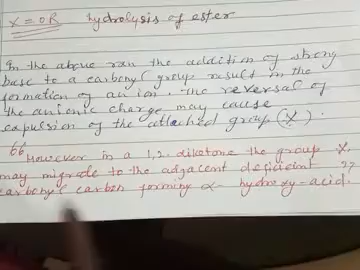 X = OR hydrolysis of ester
In the above rxn the addition of strong
base to a carbonyl group result in the
formation of anion. The reversal of
the anionic charge may cause
expulsion of the attached group (X).
"However in a 1,2-diketone the group X,
may migrate to the adjacent deficient
carbonyl carbon forming α-hydroxy-acid."